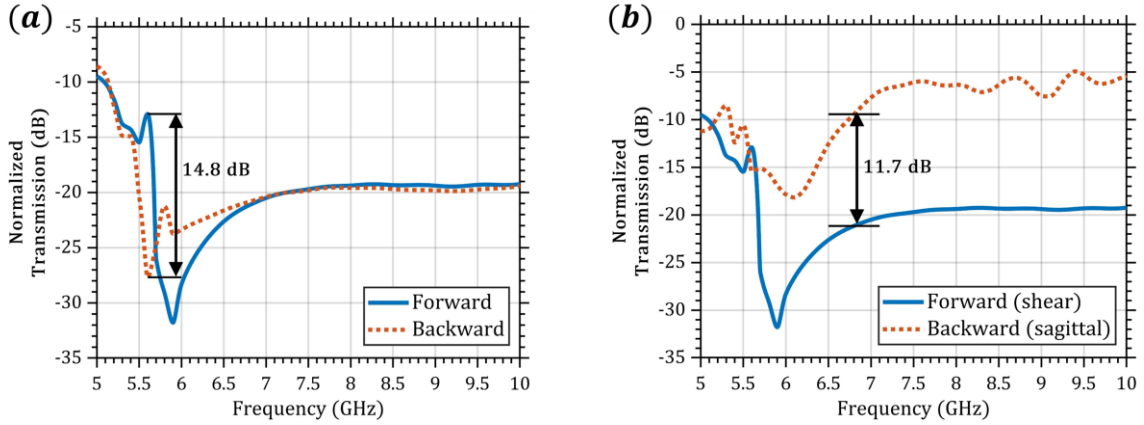 (a)
-5
-10
-15
-20
-25
-30
-35
Normalized
Transmission (dB)
14.8 dB
Forward
Backward
5 5.5 6 6.5 7 7.5 8 8.5 9 9.5 10
Frequency (GHz)
(b)
0
-5
-10
-15
-20
-25
-30
-35
Normalized
Transmission (dB)
11.7 dB
Forward (shear)
Backward (sagittal)
5 5.5 6 6.5 7 7.5 8 8.5 9 9.5 10
Frequency (GHz)